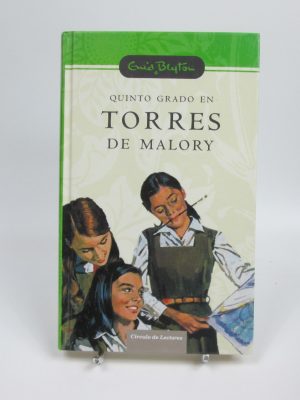 Enid Blyton
QUINTO GRADO EN
TORRES
DE MALORY
Círculo de Lectores